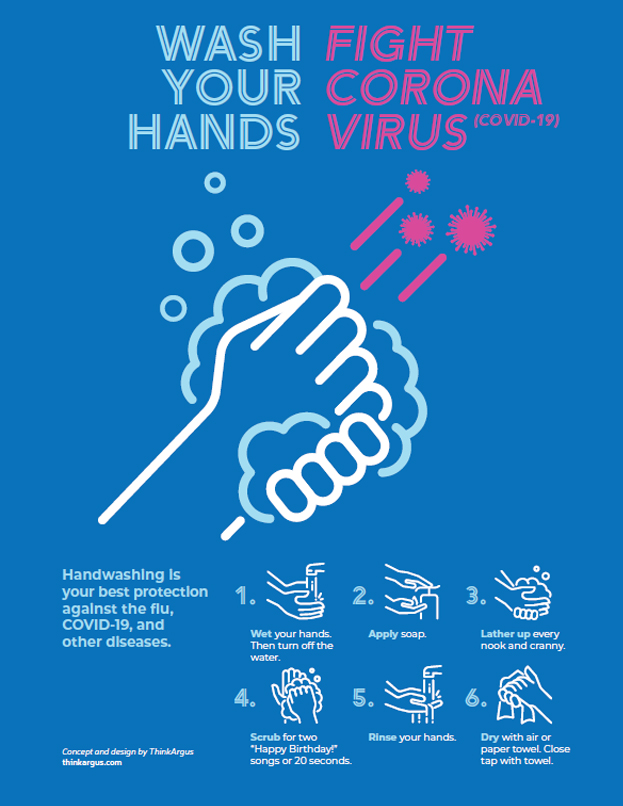 WASH
YOUR
HANDS
FIGHT
CORONA
VIRUS (COVID-19)
Handwashing is
your best protection
against the flu,
COVID-19, and
other diseases.
1.
Wet your hands.
Then turn off the
water.
2.
Apply soap.
3.
Lather up every
nook and cranny.
4.
Scrub for two
"Happy Birthday!"
songs or 20 seconds.
5.
Rinse your hands.
6.
Dry with air or
paper towel. Close
tap with towel.
Concept and design by ThinkArgus
thinkargus.com